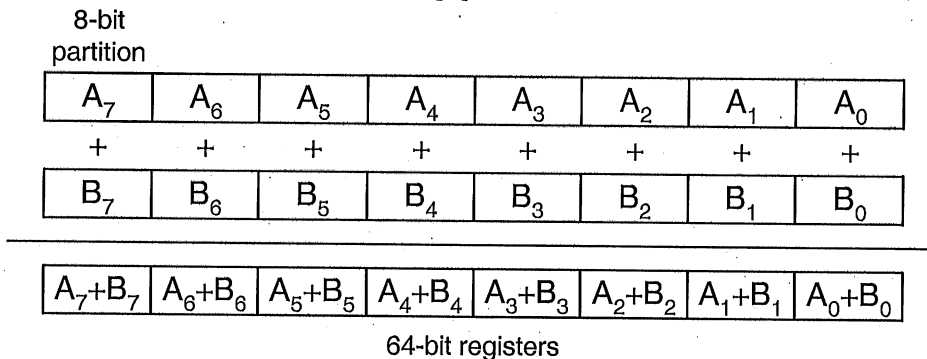 8-bit
partition
A₇ A₆ A₅ A₄ A₃ A₂ A₁ A₀
+ + + + + + + +
B₇ B₆ B₅ B₄ B₃ B₂ B₁ B₀
A₇+B₇ A₆+B₆ A₅+B₅ A₄+B₄ A₃+B₃ A₂+B₂ A₁+B₁ A₀+B₀
64-bit registers